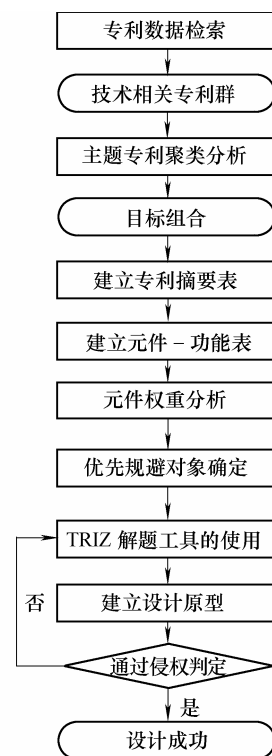 专利数据检索
技术相关专利群
主题专利聚类分析
目标组合
建立专利摘要表
建立元件－功能表
元件权重分析
优先规避对象确定
TRIZ 解题工具的使用
否
建立设计原型
通过侵权判定
是
设计成功